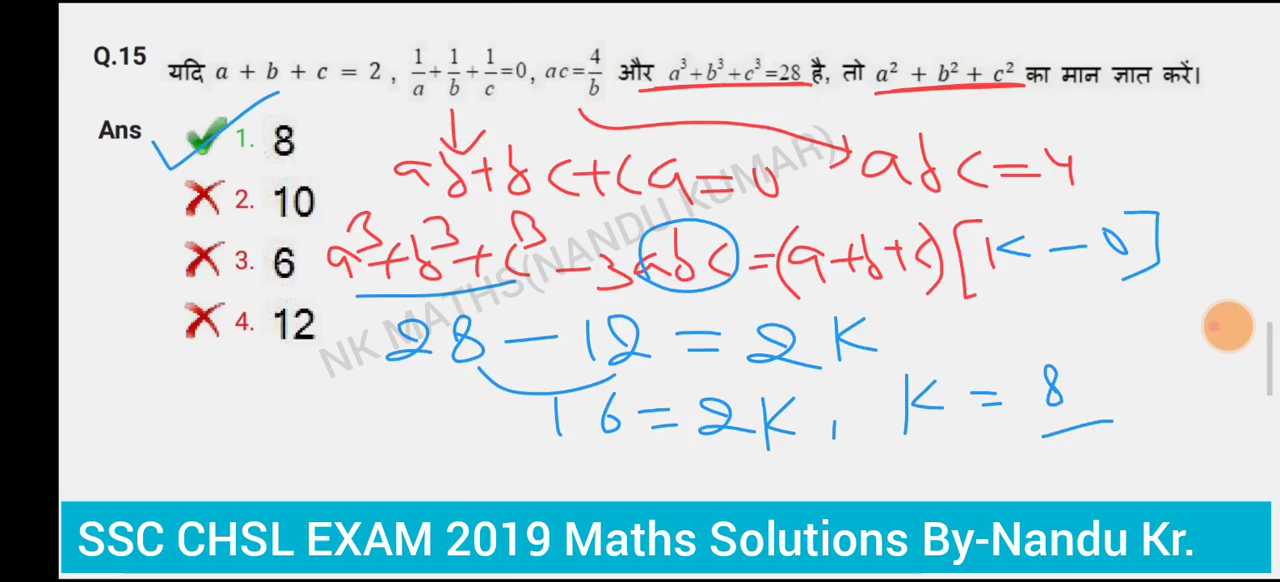 Q.15 यदि a + b + c = 2 , 1/a + 1/b + 1/c = 0, ac = 4/b और a³+b³+c³=28 है, तो a² + b² + c² का मान ज्ञात करें।
Ans 1. 8
2. 10
3. 6
4. 12
ab+bc+ca=0 abc=4
a³+b³+c³-3abc=(a+b+c)[K-0]
28-12=2K
16=2K, K=8
NK MATHS(NANDU KUMAR)
SSC CHSL EXAM 2019 Maths Solutions By-Nandu Kr.